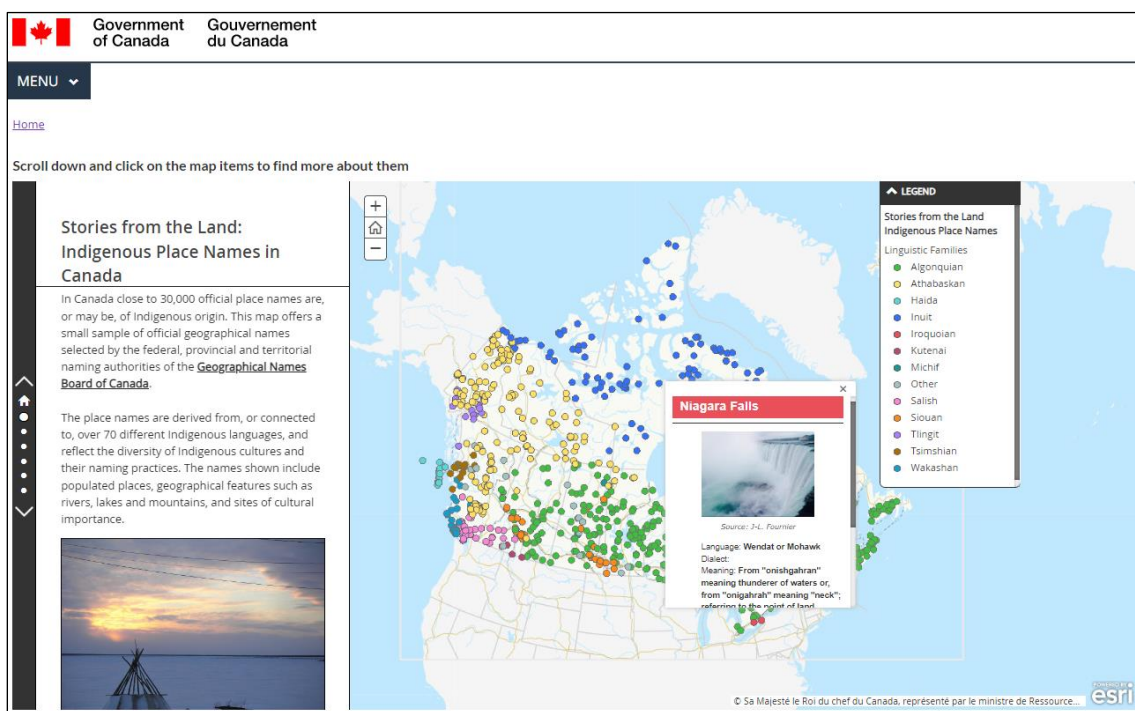 Government of Canada
Gouvernement du Canada
MENU
Home
Scroll down and click on the map items to find more about them
Stories from the Land:
Indigenous Place Names in
Canada
In Canada close to 30,000 official place names are,
or may be, of Indigenous origin. This map offers a
small sample of official geographical names
selected by the federal, provincial and territorial
naming authorities of the Geographical Names
Board of Canada.
The place names are derived from, or connected
to, over 70 different Indigenous languages, and
reflect the diversity of Indigenous cultures and
their naming practices. The names shown include
populated places, geographical features such as
rivers, lakes and mountains, and sites of cultural
importance.
+
−
LEGEND
Stories from the Land
Indigenous Place Names
Linguistic Families
Algonquian
Athabaskan
Haida
Inuit
Iroquoian
Kutenai
Michif
Other
Salish
Siouan
Tlingit
Tsimshian
Wakashan
×
Niagara Falls
Source: J-L. Fournier
Language: Wendat or Mohawk
Dialect:
Meaning: From "onishgahran"
meaning thunderer of waters or,
from "onigahrah" meaning "neck";
referring to the point of land
© Sa Majesté le Roi du chef du Canada, représenté par le ministre de Ressource...
POWERED BY
esri